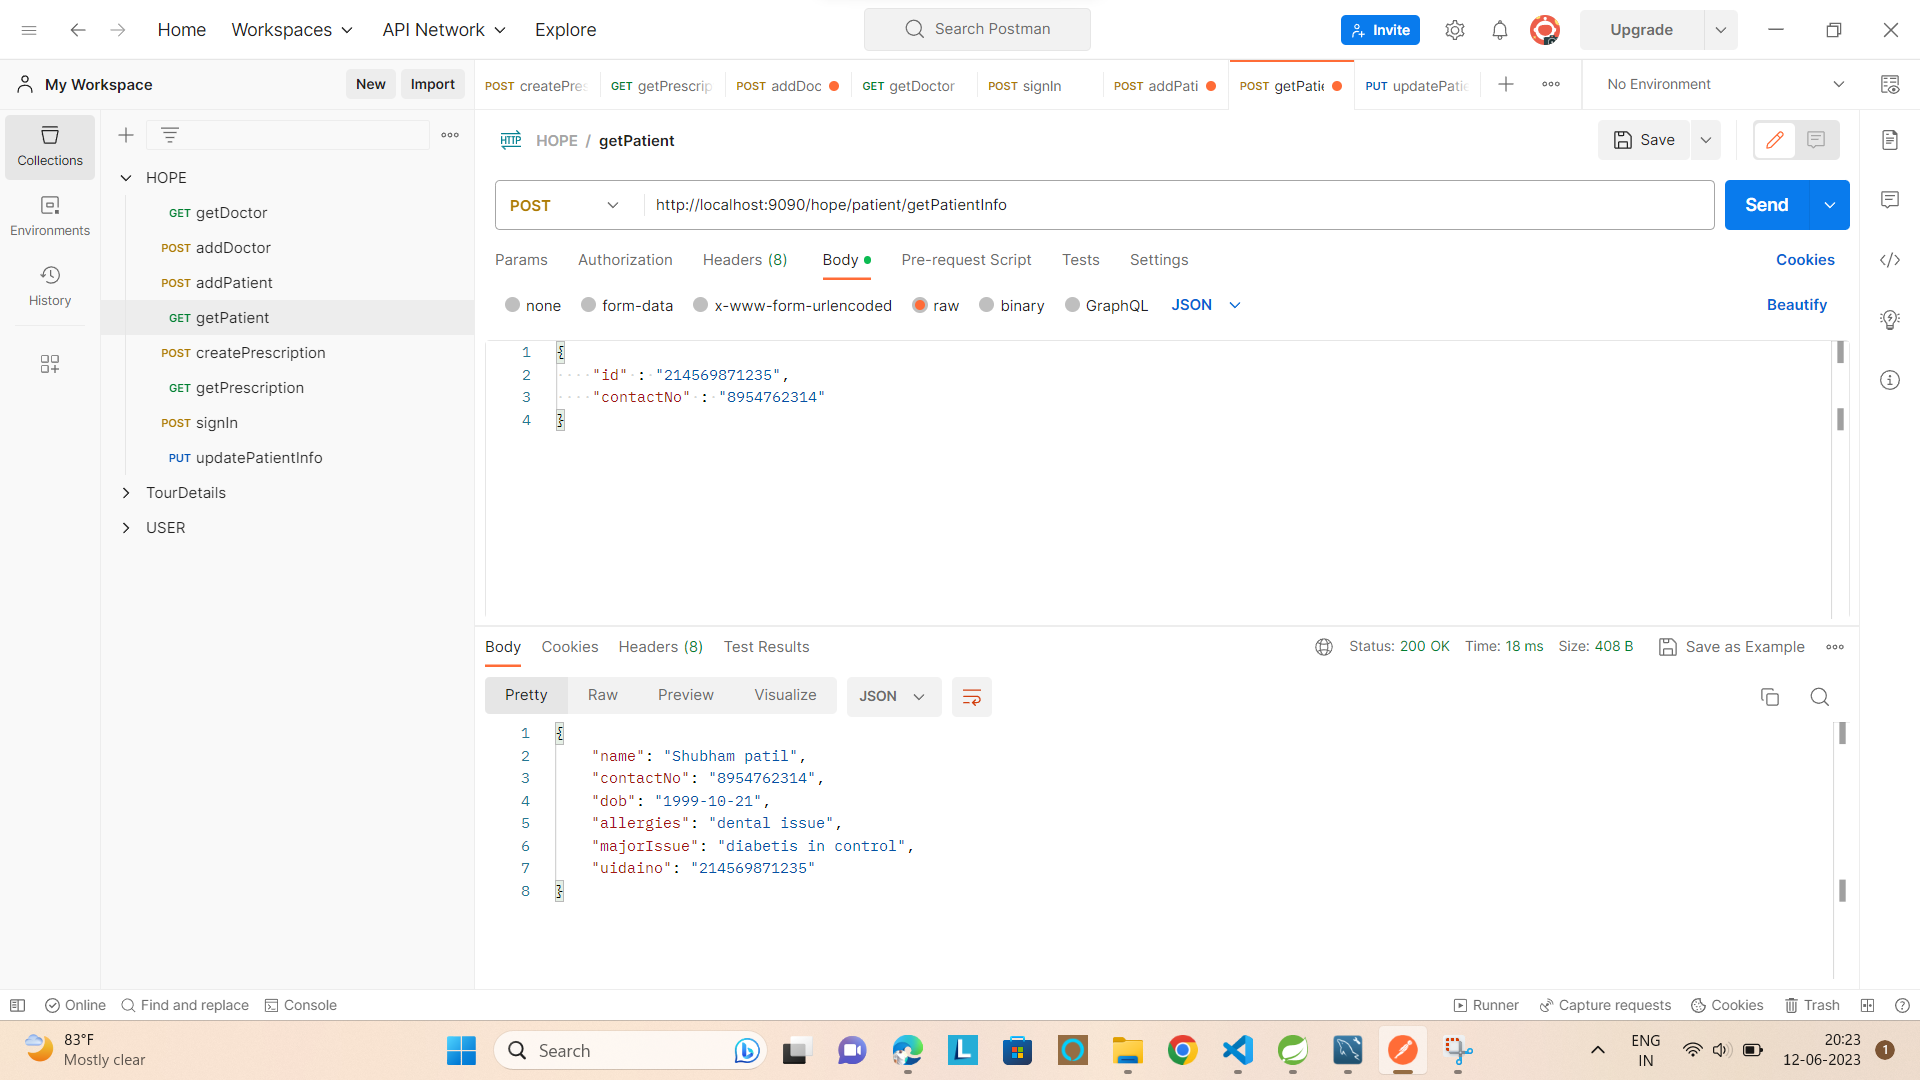 Home Workspaces API Network Explore Search Postman Invite Upgrade
My Workspace New Import POST createPres GET getPrescrip POST addDoc GET getDoctor POST signIn POST addPati POST getPatie PUT updatePatie No Environment
Collections
Environments
History
HOPE
GET getDoctor
POST addDoctor
POST addPatient
GET getPatient
POST createPrescription
GET getPrescription
POST signIn
PUT updatePatientInfo
TourDetails
USER
HTTP HOPE / getPatient Save
POST http://localhost:9090/hope/patient/getPatientInfo Send
Params Authorization Headers (8) Body Pre-request Script Tests Settings Cookies
none form-data x-www-form-urlencoded raw binary GraphQL JSON Beautify
1 {
2 "id" : "214569871235",
3 "contactNo" : "8954762314"
4 }
Body Cookies Headers (8) Test Results Status: 200 OK Time: 18 ms Size: 408 B Save as Example
Pretty Raw Preview Visualize JSON
1 {
2 "name": "Shubham patil",
3 "contactNo": "8954762314",
4 "dob": "1999-10-21",
5 "allergies": "dental issue",
6 "majorIssue": "diabetis in control",
7 "uidaino": "214569871235"
8 }
Online Find and replace Console Runner Capture requests Cookies Trash
83°F
Mostly clear
Search
L
ENG
IN
20:23
12-06-2023
1